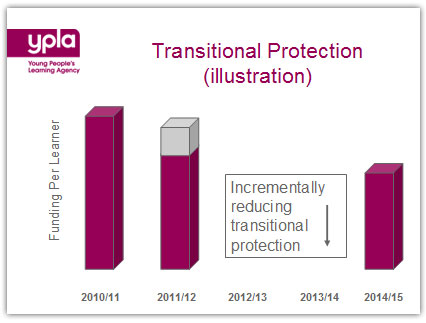 ypla
Young People's
Learning Agency
Transitional Protection
(illustration)
Funding Per Learner
Incrementally
reducing
transitional
protection
2010/11 2011/12 2012/13 2013/14 2014/15